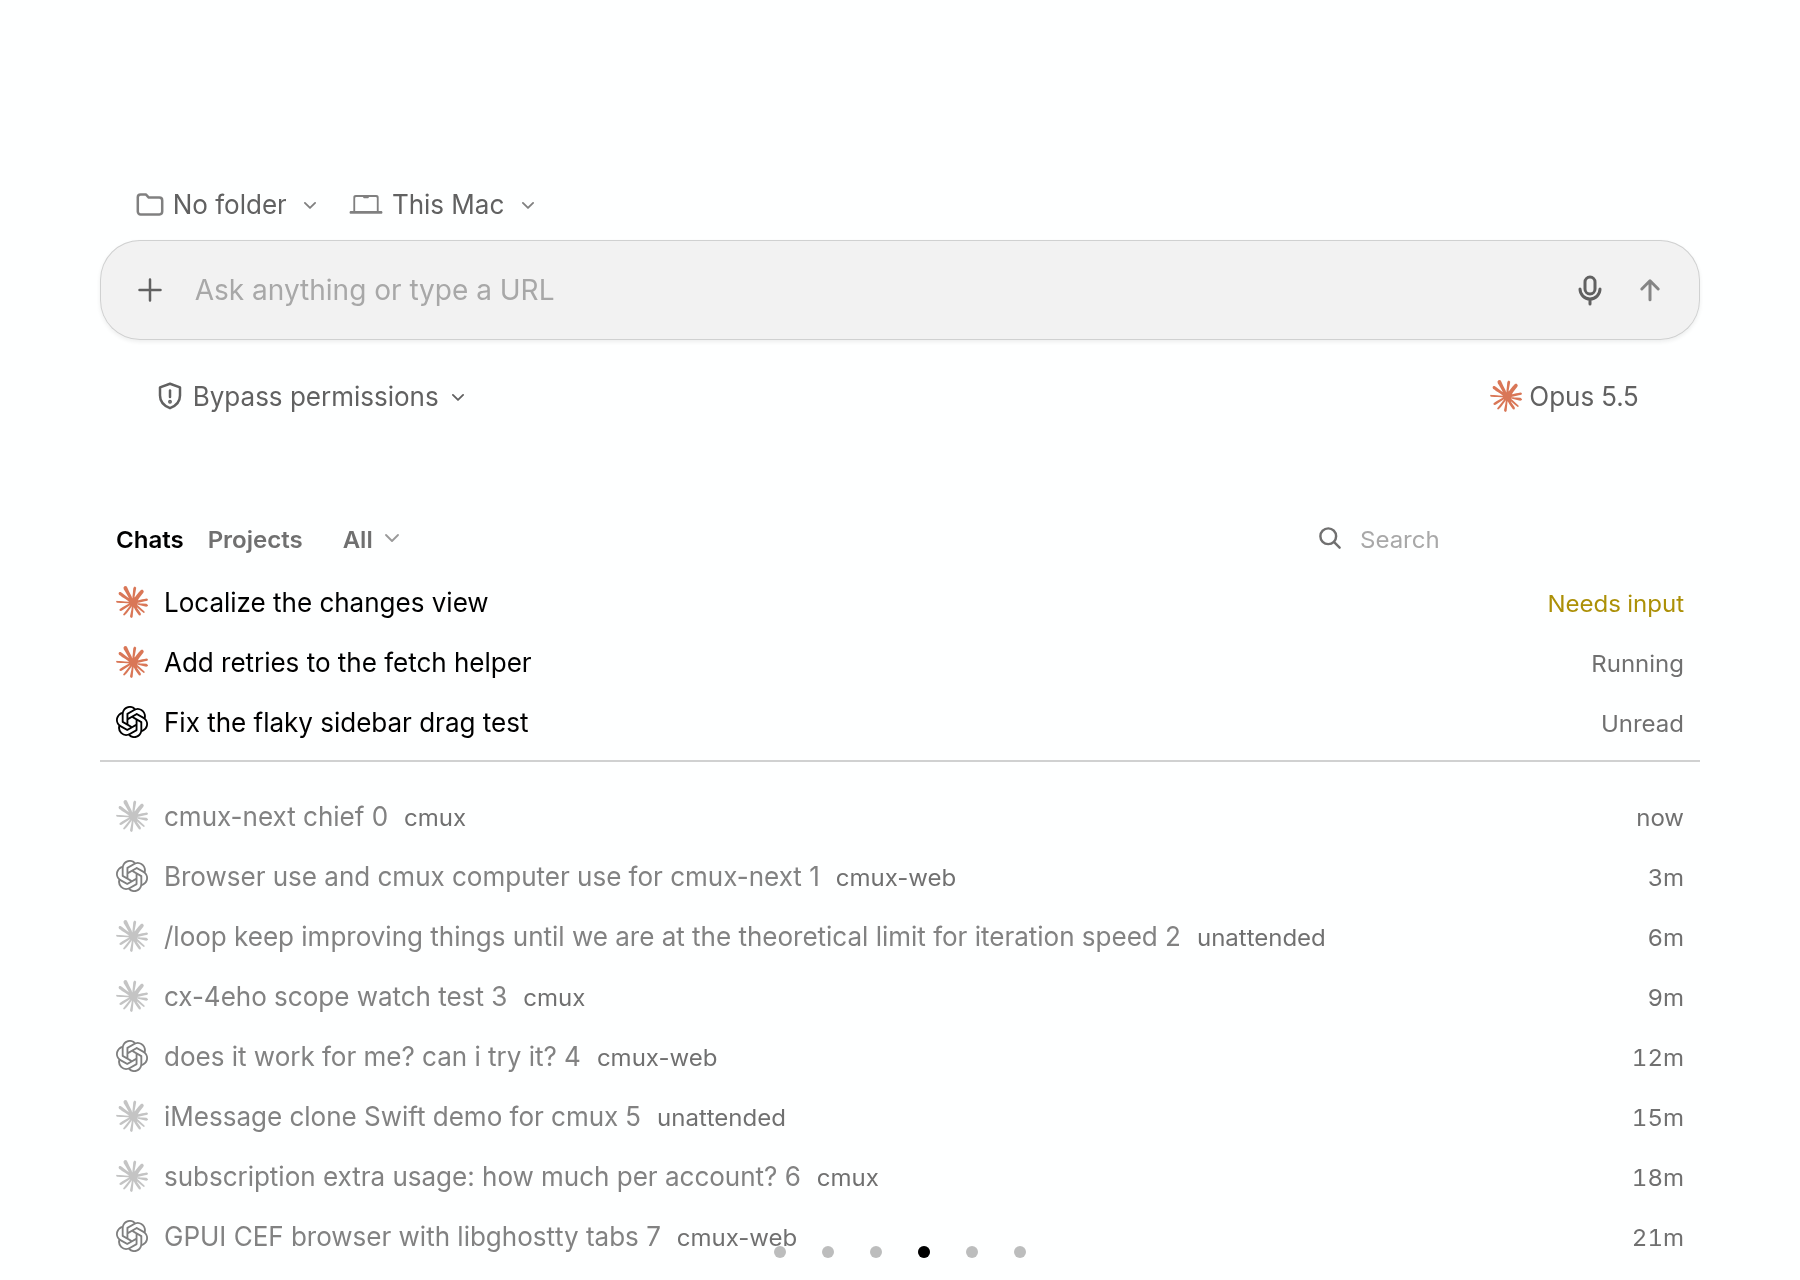 No folder This Mac
Ask anything or type a URL
Bypass permissions Opus 5.5
Chats Projects All Search
Localize the changes view Needs input
Add retries to the fetch helper Running
Fix the flaky sidebar drag test Unread
cmux-next chief 0 cmux now
Browser use and cmux computer use for cmux-next 1 cmux-web 3m
/loop keep improving things until we are at the theoretical limit for iteration speed 2 unattended 6m
cx-4eho scope watch test 3 cmux 9m
does it work for me? can i try it? 4 cmux-web 12m
iMessage clone Swift demo for cmux 5 unattended 15m
subscription extra usage: how much per account? 6 cmux 18m
GPUI CEF browser with libghostty tabs 7 cmux-web 21m